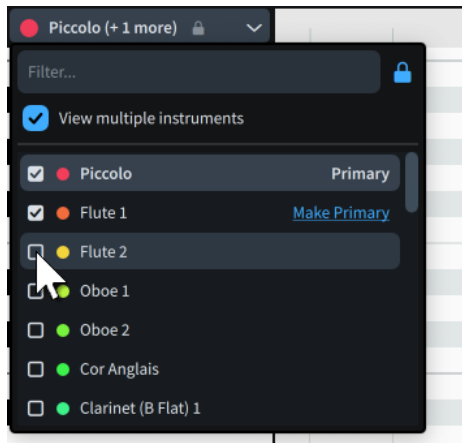 Piccolo (+ 1 more)
Filter...
View multiple instruments
Piccolo Primary
Flute 1 Make Primary
Flute 2
Oboe 1
Oboe 2
Cor Anglais
Clarinet (B Flat) 1